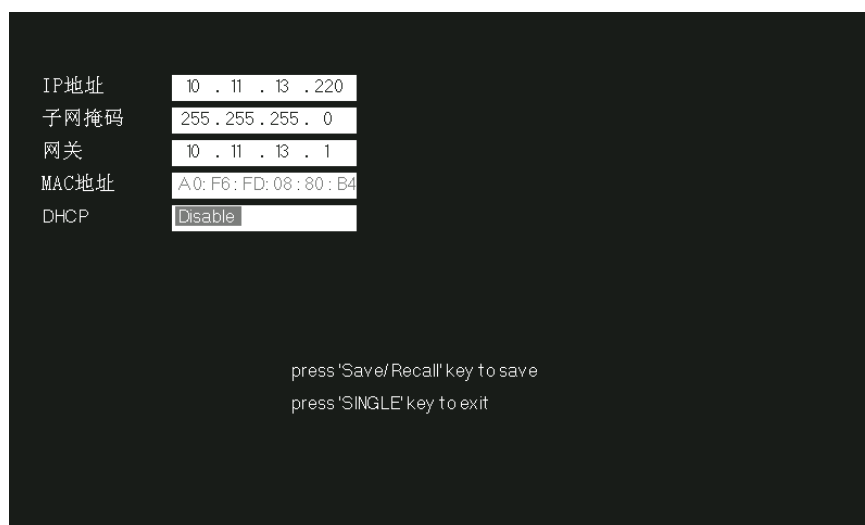 IP地址 10 . 11 . 13 . 220
子网掩码 255 . 255 . 255 . 0
网关 10 . 11 . 13 . 1
MAC地址 A0: F6: FD: 08: 80: B4
DHCP Disable
press 'Save/Recall' key to save
press 'SINGLE' key to exit